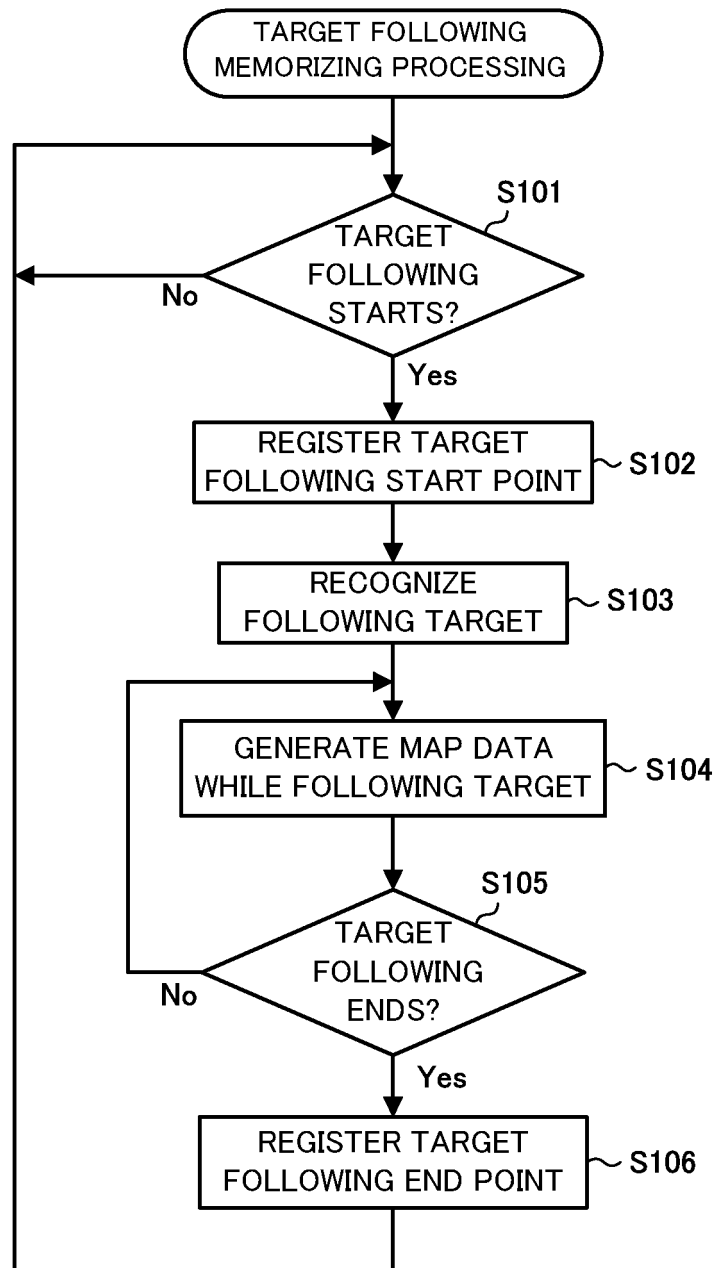 TARGET FOLLOWING
MEMORIZING PROCESSING
S101
TARGET
FOLLOWING
STARTS?
No
Yes
REGISTER TARGET
FOLLOWING START POINT
S102
RECOGNIZE
FOLLOWING TARGET
S103
GENERATE MAP DATA
WHILE FOLLOWING TARGET
S104
S105
TARGET
FOLLOWING
ENDS?
No
Yes
REGISTER TARGET
FOLLOWING END POINT
S106